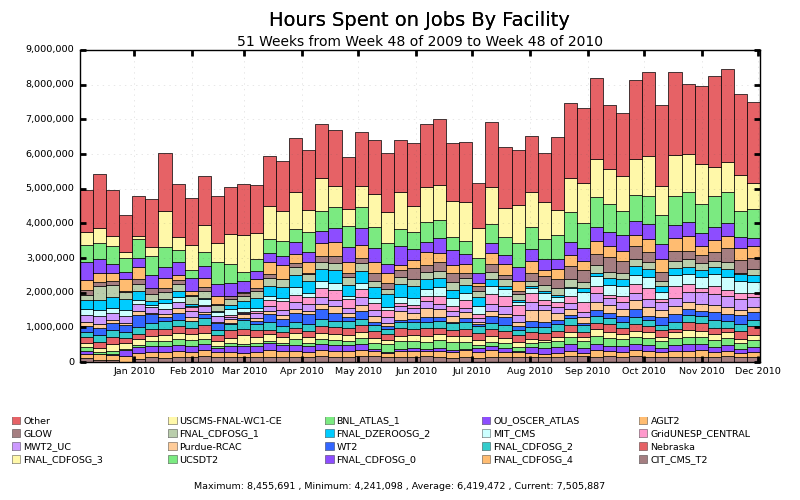 Hours Spent on Jobs By Facility
51 Weeks from Week 48 of 2009 to Week 48 of 2010
9,000,000
8,000,000
7,000,000
6,000,000
5,000,000
4,000,000
3,000,000
2,000,000
1,000,000
0
Jan 2010 Feb 2010 Mar 2010 Apr 2010 May 2010 Jun 2010 Jul 2010 Aug 2010 Sep 2010 Oct 2010 Nov 2010 Dec 2010
Other USCMS-FNAL-WC1-CE BNL_ATLAS_1 OU_OSCER_ATLAS AGLT2
GLOW FNAL_CDFOSG_1 FNAL_DZEROOSG_2 MIT_CMS GridUNESP_CENTRAL
MWT2_UC Purdue-RCAC WT2 FNAL_CDFOSG_2 Nebraska
FNAL_CDFOSG_3 UCSDT2 FNAL_CDFOSG_0 FNAL_CDFOSG_4 CIT_CMS_T2
Maximum: 8,455,691 , Minimum: 4,241,098 , Average: 6,419,472 , Current: 7,505,887